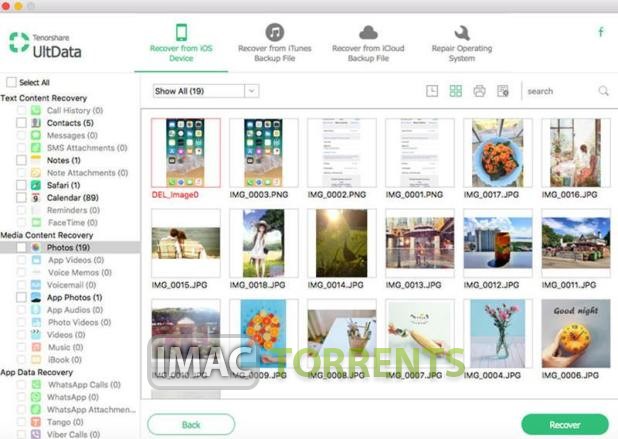 Tenorshare
UltData
Recover from iOS
Device
Recover from iTunes
Backup File
Recover from iCloud
Backup File
Repair Operating
System
f
Select All
Text Content Recovery
Call History (0)
Contacts (5)
Messages (0)
SMS Attachments (0)
Notes (1)
Note Attachments (0)
Safari (1)
Calendar (89)
Reminders (0)
FaceTime (0)
Media Content Recovery
Photos (19)
App Videos (0)
Voice Memos (0)
Voicemail (0)
App Photos (1)
App Audios (0)
Photo Videos (0)
Videos (0)
Music (0)
iBook (0)
App Data Recovery
WhatsApp Calls (0)
WhatsApp (0)
WhatsApp Attachmen...
Tango (0)
Viber Calls (0)
Show All (19)
search
DEL_Image0 IMG_0003.PNG IMG_0002.PNG IMG_0001.PNG IMG_0017.JPG IMG_0016.JPG
IMG_0015.JPG IMG_0018.JPG IMG_0014.JPG IMG_0013.JPG IMG_0012.JPG IMG_0011.JPG
Good night
IMAC TORRENTS
IMG_0010.JPG IMG_0009.JPG IMG_0008.JPG IMG_0007.JPG IMG_0004.JPG IMG_0006.JPG
Back
Recover